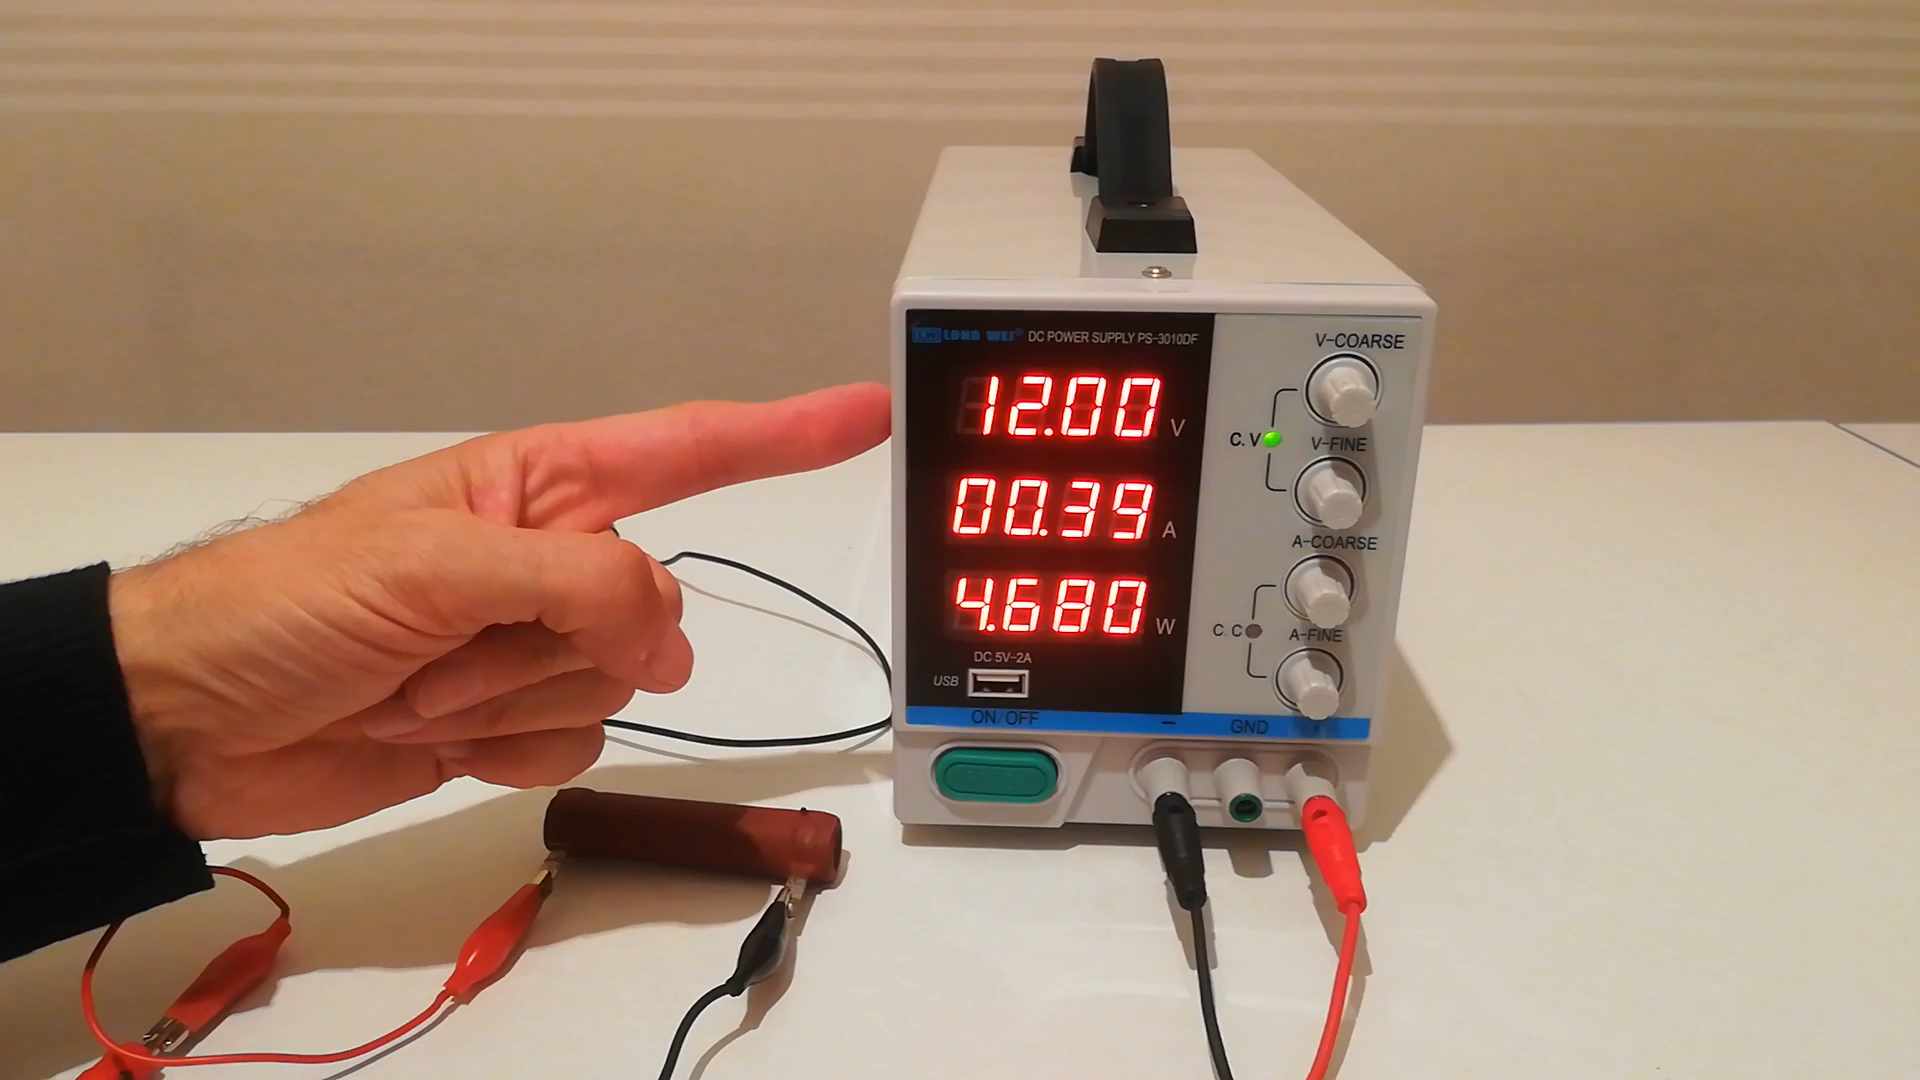 LW LONG WEI® DC POWER SUPPLY PS-3010DF
12.00 V
00.39 A
4.680 W
DC 5V-2A
USB
ON/OFF
V-COARSE
C.V
V-FINE
A-COARSE
C.C
A-FINE
− GND +